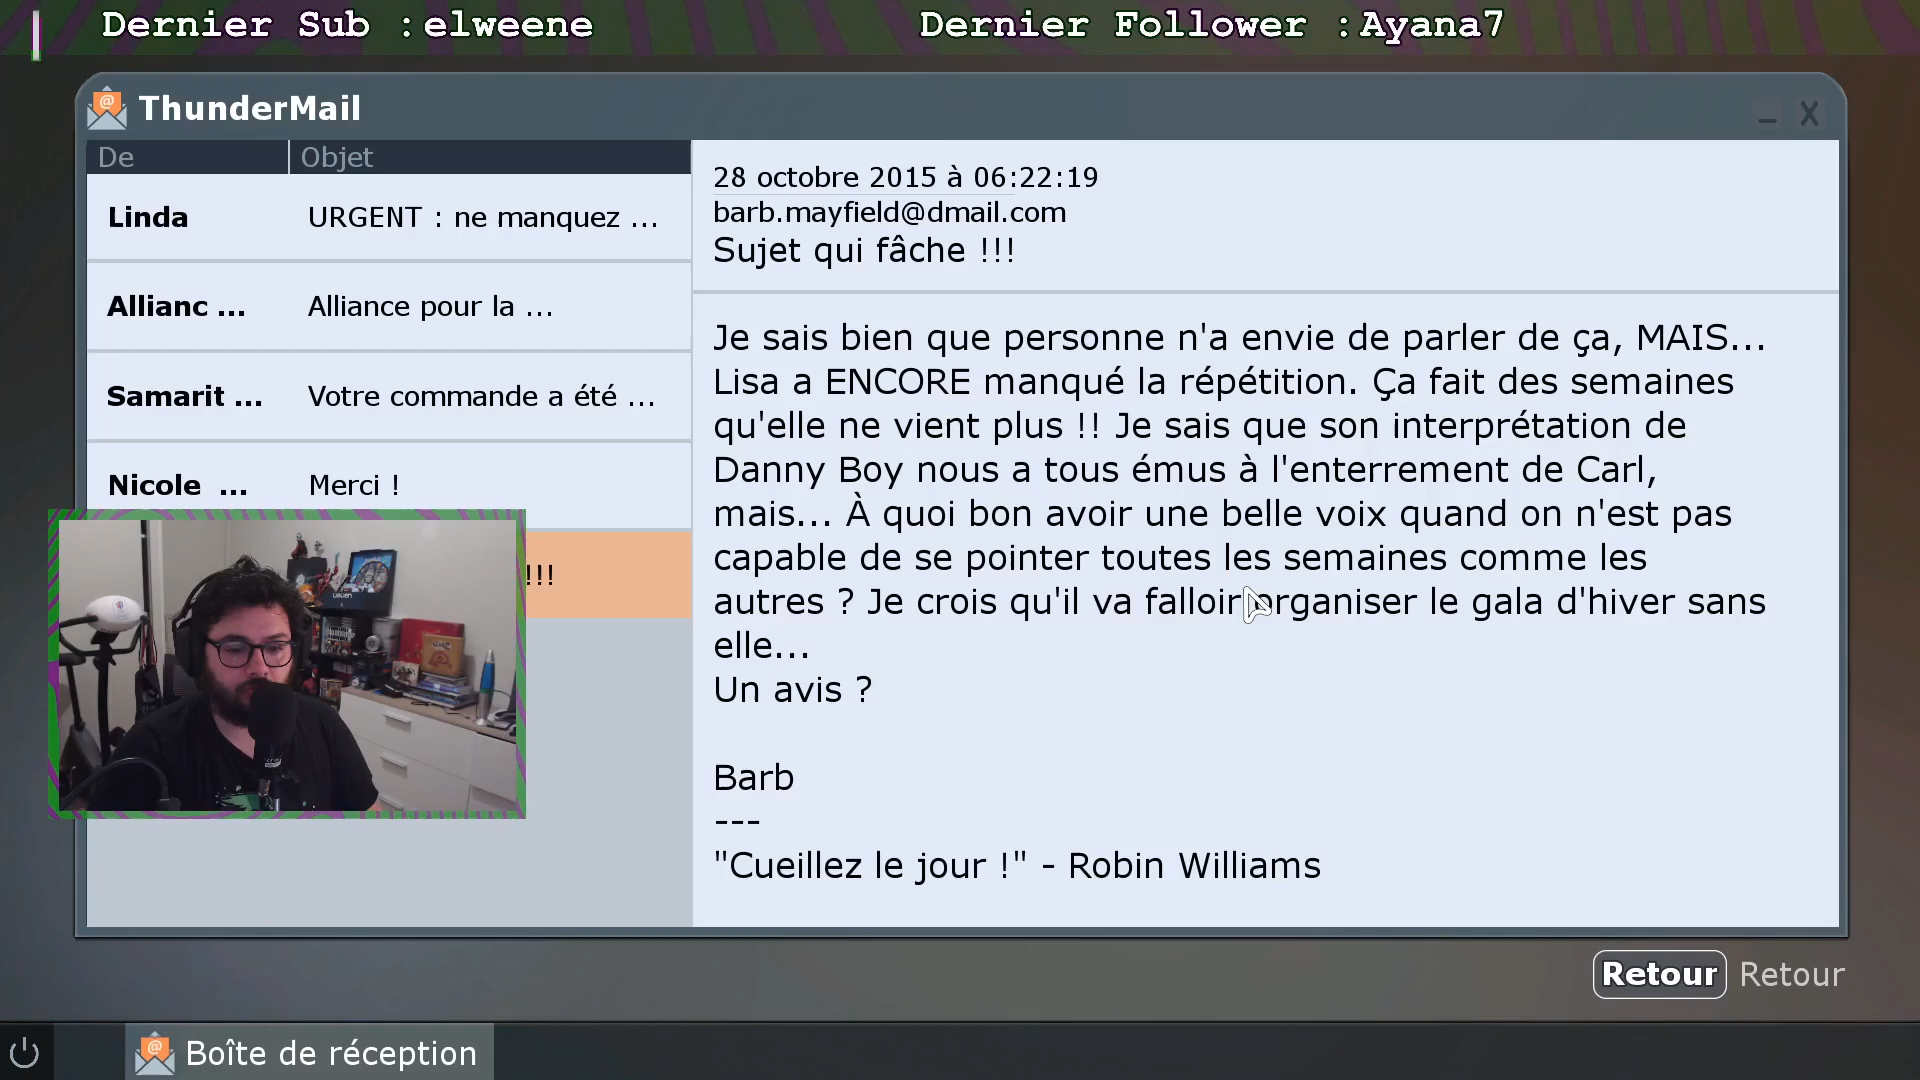 Dernier Sub :elweene
Dernier Follower :Ayana7
ThunderMail
De
Objet
Linda
URGENT : ne manquez ...
Allianc ...
Alliance pour la ...
Samarit ...
Votre commande a été ...
Nicole ...
Merci !
!!!
28 octobre 2015 à 06:22:19
barb.mayfield@dmail.com
Sujet qui fâche !!!
Je sais bien que personne n'a envie de parler de ça, MAIS...
Lisa a ENCORE manqué la répétition. Ça fait des semaines
qu'elle ne vient plus !! Je sais que son interprétation de
Danny Boy nous a tous émus à l'enterrement de Carl,
mais... À quoi bon avoir une belle voix quand on n'est pas
capable de se pointer toutes les semaines comme les
autres ? Je crois qu'il va falloir organiser le gala d'hiver sans
elle...
Un avis ?
Barb
---
"Cueillez le jour !" - Robin Williams
Retour Retour
Boîte de réception